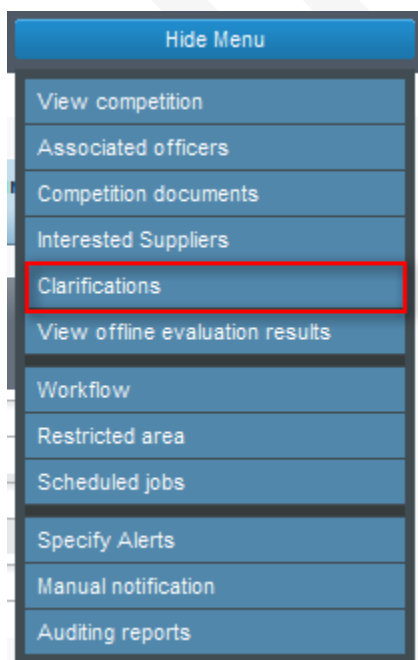 Hide Menu
View competition
Associated officers
Competition documents
Interested Suppliers
Clarifications
View offline evaluation results
Workflow
Restricted area
Scheduled jobs
Specify Alerts
Manual notification
Auditing reports